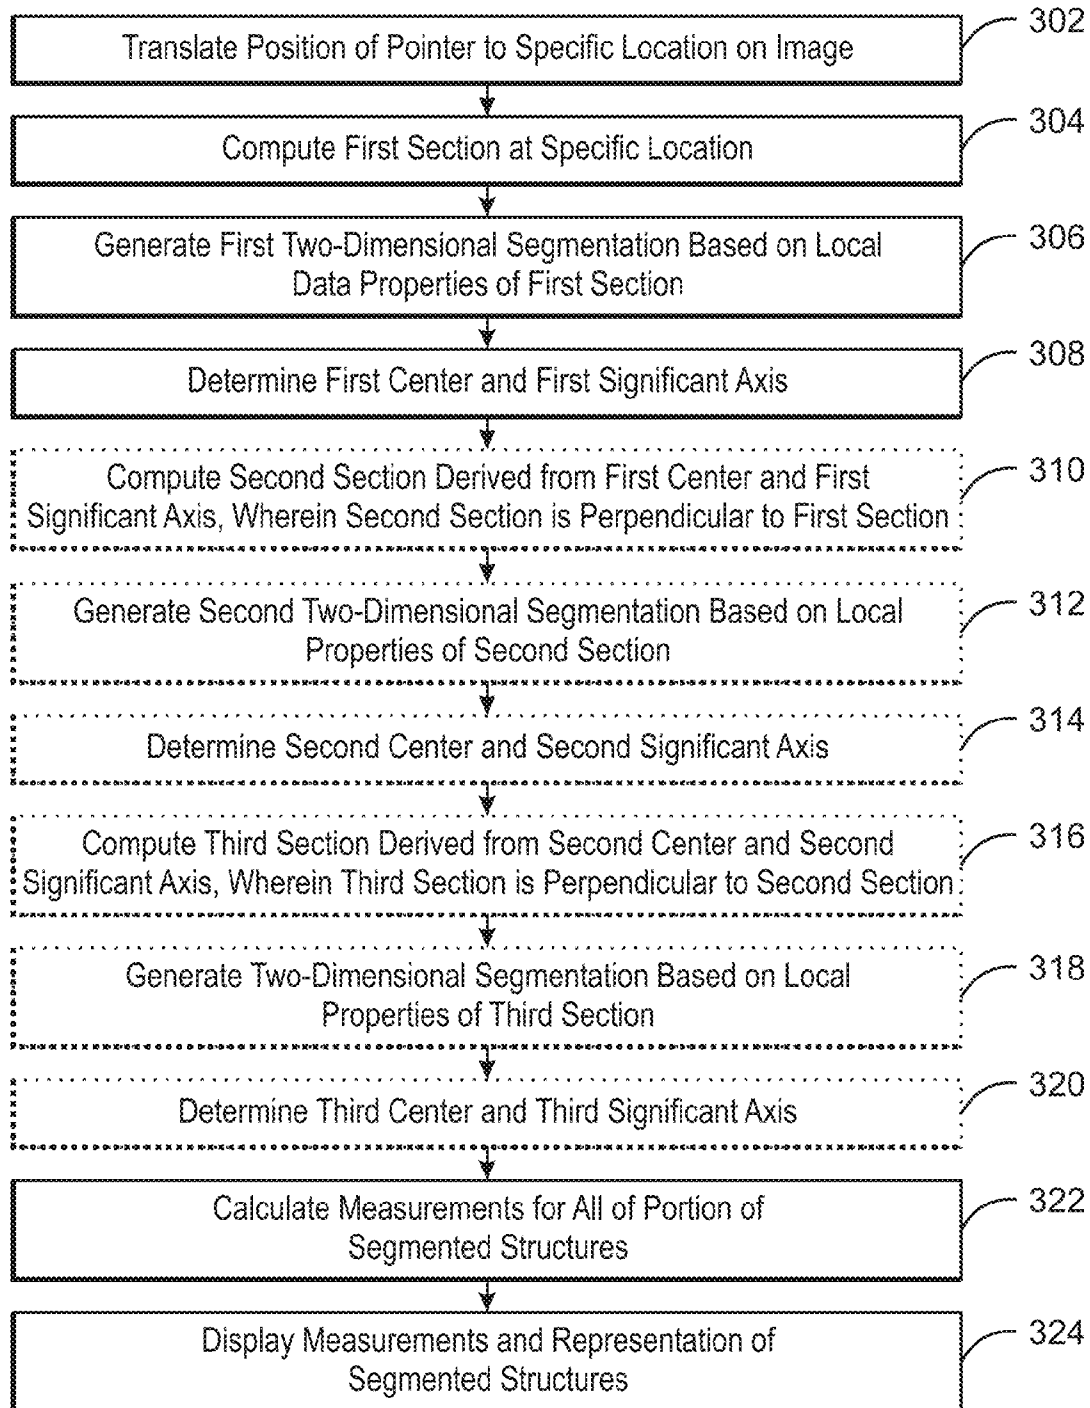 Translate Position of Pointer to Specific Location on Image
302
Compute First Section at Specific Location
304
Generate First Two-Dimensional Segmentation Based on Local
Data Properties of First Section
306
Determine First Center and First Significant Axis
308
Compute Second Section Derived from First Center and First
Significant Axis, Wherein Second Section is Perpendicular to First Section
310
Generate Second Two-Dimensional Segmentation Based on Local
Properties of Second Section
312
Determine Second Center and Second Significant Axis
314
Compute Third Section Derived from Second Center and Second
Significant Axis, Wherein Third Section is Perpendicular to Second Section
316
Generate Two-Dimensional Segmentation Based on Local
Properties of Third Section
318
Determine Third Center and Third Significant Axis
320
Calculate Measurements for All of Portion of
Segmented Structures
322
Display Measurements and Representation of
Segmented Structures
324